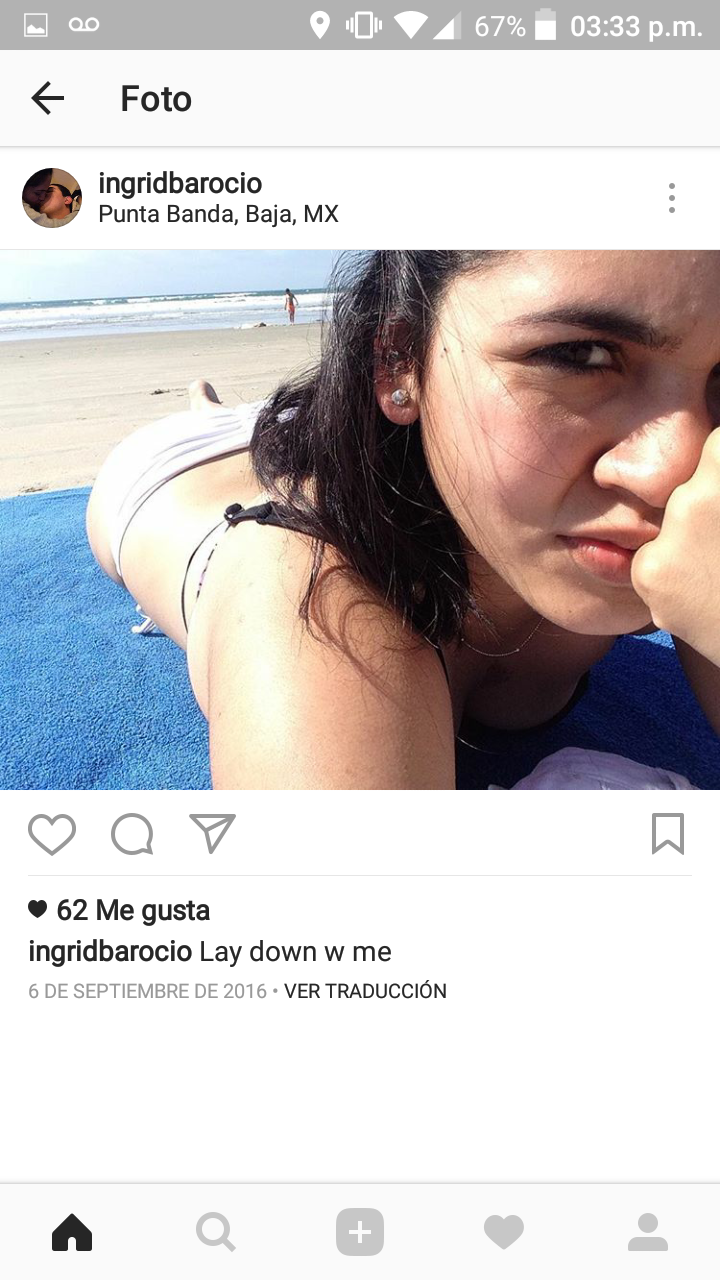 67% 03:33 p.m.
Foto
ingridbarocio
Punta Banda, Baja, MX
62 Me gusta
ingridbarocio Lay down w me
6 DE SEPTIEMBRE DE 2016 • VER TRADUCCIÓN